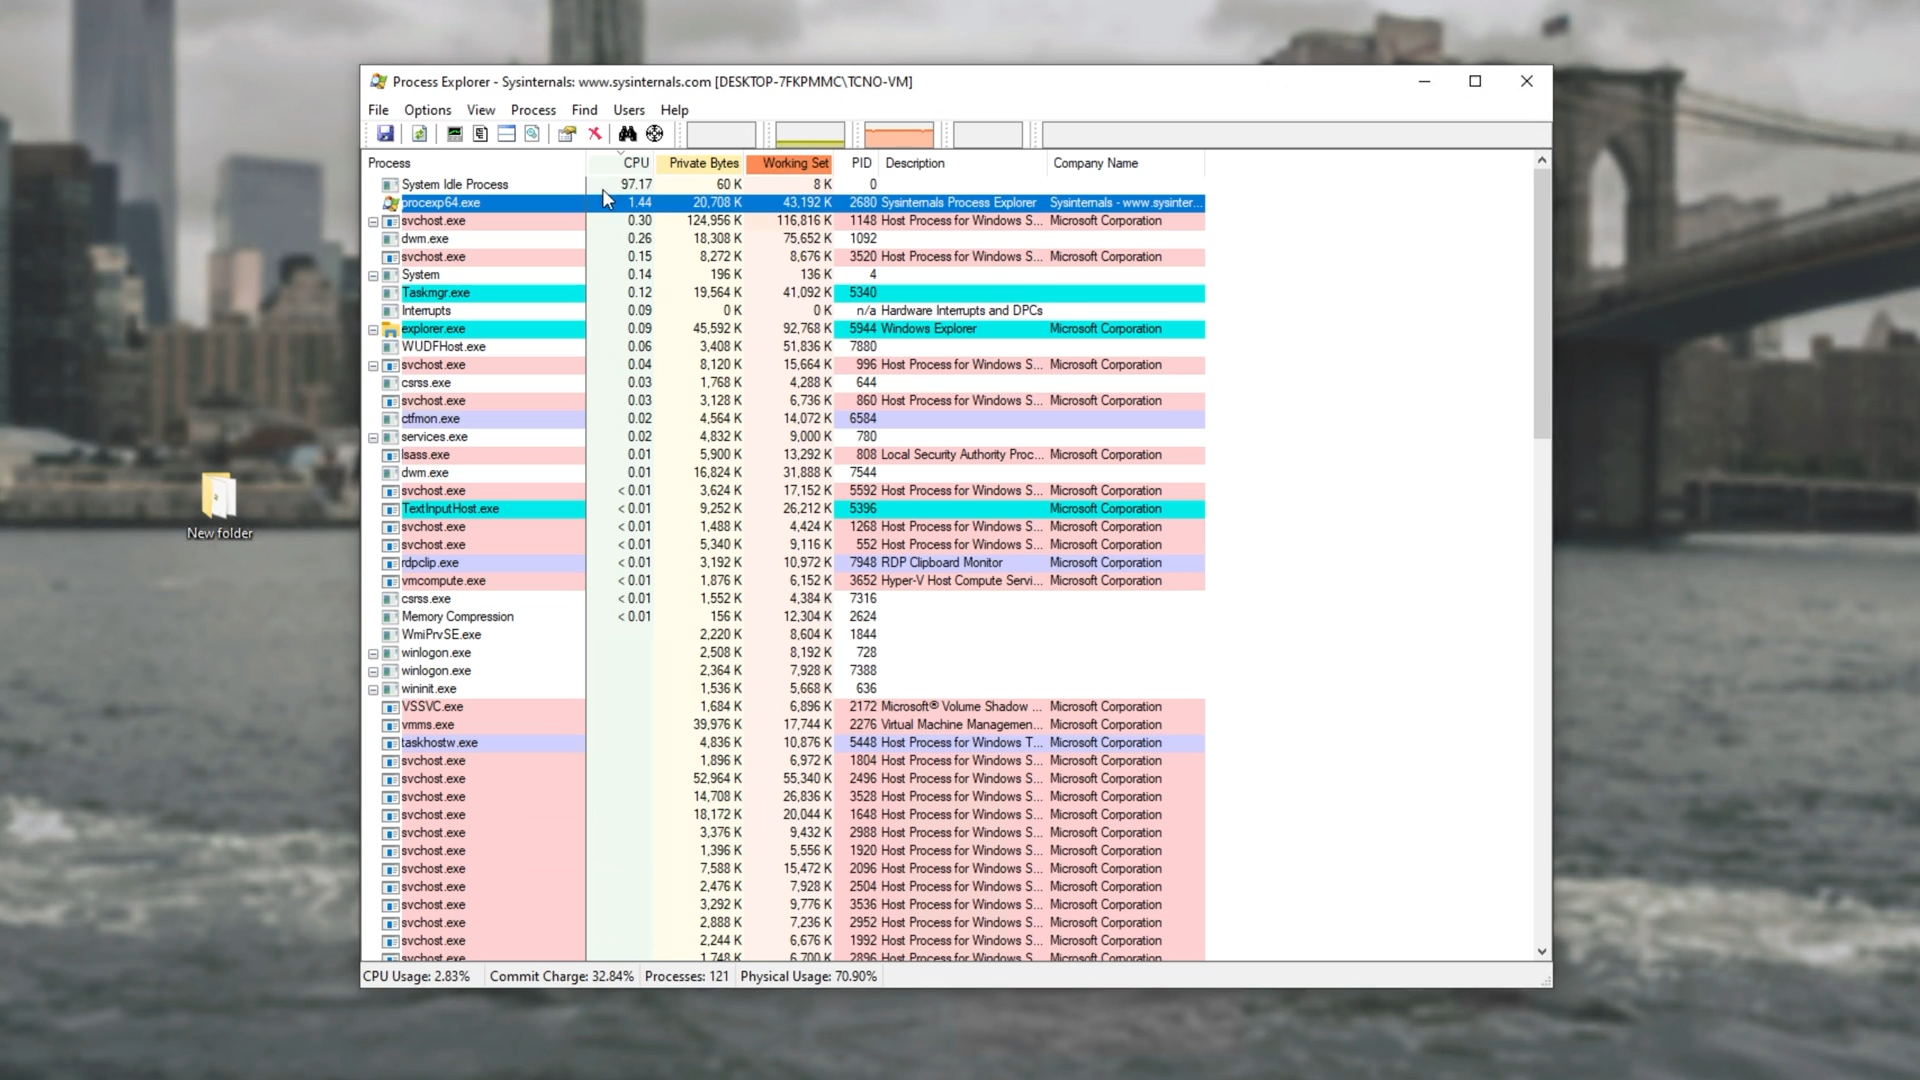 Process Explorer - Sysinternals: www.sysinternals.com [DESKTOP-7FKPMMC\TCNO-VM]
File Options View Process Find Users Help
Process CPU Private Bytes Working Set PID Description Company Name
System Idle Process 97.17 60 K 8 K 0
procexp64.exe 1.44 20,708 K 43,192 K 2680 Sysinternals Process Explorer Sysinternals - www.sysinter...
svchost.exe 0.30 124,956 K 116,816 K 1148 Host Process for Windows S... Microsoft Corporation
dwm.exe 0.26 18,308 K 75,652 K 1092
svchost.exe 0.15 8,272 K 8,676 K 3520 Host Process for Windows S... Microsoft Corporation
System 0.14 196 K 136 K 4
Taskmgr.exe 0.12 19,564 K 41,092 K 5340
Interrupts 0.09 0 K 0 K n/a Hardware Interrupts and DPCs
explorer.exe 0.09 45,592 K 92,768 K 5944 Windows Explorer Microsoft Corporation
WUDFHost.exe 0.06 3,408 K 51,836 K 7880
svchost.exe 0.04 8,120 K 15,664 K 996 Host Process for Windows S... Microsoft Corporation
csrss.exe 0.03 1,768 K 4,288 K 644
svchost.exe 0.03 3,128 K 6,736 K 860 Host Process for Windows S... Microsoft Corporation
ctfmon.exe 0.02 4,564 K 14,072 K 6584
services.exe 0.02 4,832 K 9,000 K 780
lsass.exe 0.01 5,900 K 13,292 K 808 Local Security Authority Proc... Microsoft Corporation
dwm.exe 0.01 16,824 K 31,888 K 7544
svchost.exe < 0.01 3,624 K 17,152 K 5592 Host Process for Windows S... Microsoft Corporation
TextInputHost.exe < 0.01 9,252 K 26,212 K 5396 Microsoft Corporation
svchost.exe < 0.01 1,488 K 4,424 K 1268 Host Process for Windows S... Microsoft Corporation
svchost.exe < 0.01 5,340 K 9,116 K 552 Host Process for Windows S... Microsoft Corporation
rdpclip.exe < 0.01 3,192 K 10,972 K 7948 RDP Clipboard Monitor Microsoft Corporation
vmcompute.exe < 0.01 1,876 K 6,152 K 3652 Hyper-V Host Compute Servi... Microsoft Corporation
csrss.exe < 0.01 1,552 K 4,384 K 7316
Memory Compression < 0.01 156 K 12,304 K 2624
WmiPrvSE.exe 2,220 K 8,604 K 1844
winlogon.exe 2,508 K 8,192 K 728
winlogon.exe 2,364 K 7,928 K 7388
wininit.exe 1,536 K 5,668 K 636
VSSVC.exe 1,684 K 6,896 K 2172 Microsoft® Volume Shadow ... Microsoft Corporation
vmms.exe 39,976 K 17,744 K 2276 Virtual Machine Managemen... Microsoft Corporation
taskhostw.exe 4,836 K 10,876 K 5448 Host Process for Windows T... Microsoft Corporation
svchost.exe 1,896 K 6,972 K 1804 Host Process for Windows S... Microsoft Corporation
svchost.exe 52,964 K 55,340 K 2496 Host Process for Windows S... Microsoft Corporation
svchost.exe 14,708 K 26,836 K 3528 Host Process for Windows S... Microsoft Corporation
svchost.exe 18,172 K 20,044 K 1648 Host Process for Windows S... Microsoft Corporation
svchost.exe 3,376 K 9,432 K 2988 Host Process for Windows S... Microsoft Corporation
svchost.exe 1,396 K 5,556 K 1920 Host Process for Windows S... Microsoft Corporation
svchost.exe 7,588 K 15,472 K 2096 Host Process for Windows S... Microsoft Corporation
svchost.exe 2,476 K 7,928 K 2504 Host Process for Windows S... Microsoft Corporation
svchost.exe 3,292 K 9,776 K 3536 Host Process for Windows S... Microsoft Corporation
svchost.exe 2,888 K 7,236 K 2952 Host Process for Windows S... Microsoft Corporation
svchost.exe 2,244 K 6,676 K 1992 Host Process for Windows S... Microsoft Corporation
svchost.exe 1,748 K 6,700 K 2896 Host Process for Windows S... Microsoft Corporation
CPU Usage: 2.83% Commit Charge: 32.84% Processes: 121 Physical Usage: 70.90%
New folder